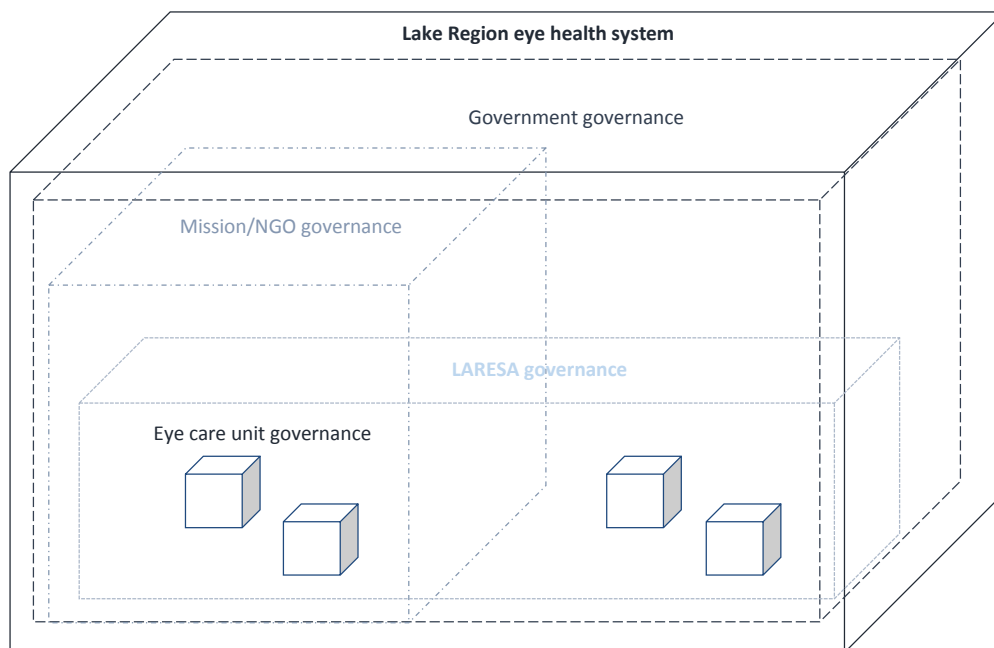 Lake Region eye health system
Government governance
Mission/NGO governance
LARESA governance
Eye care unit governance